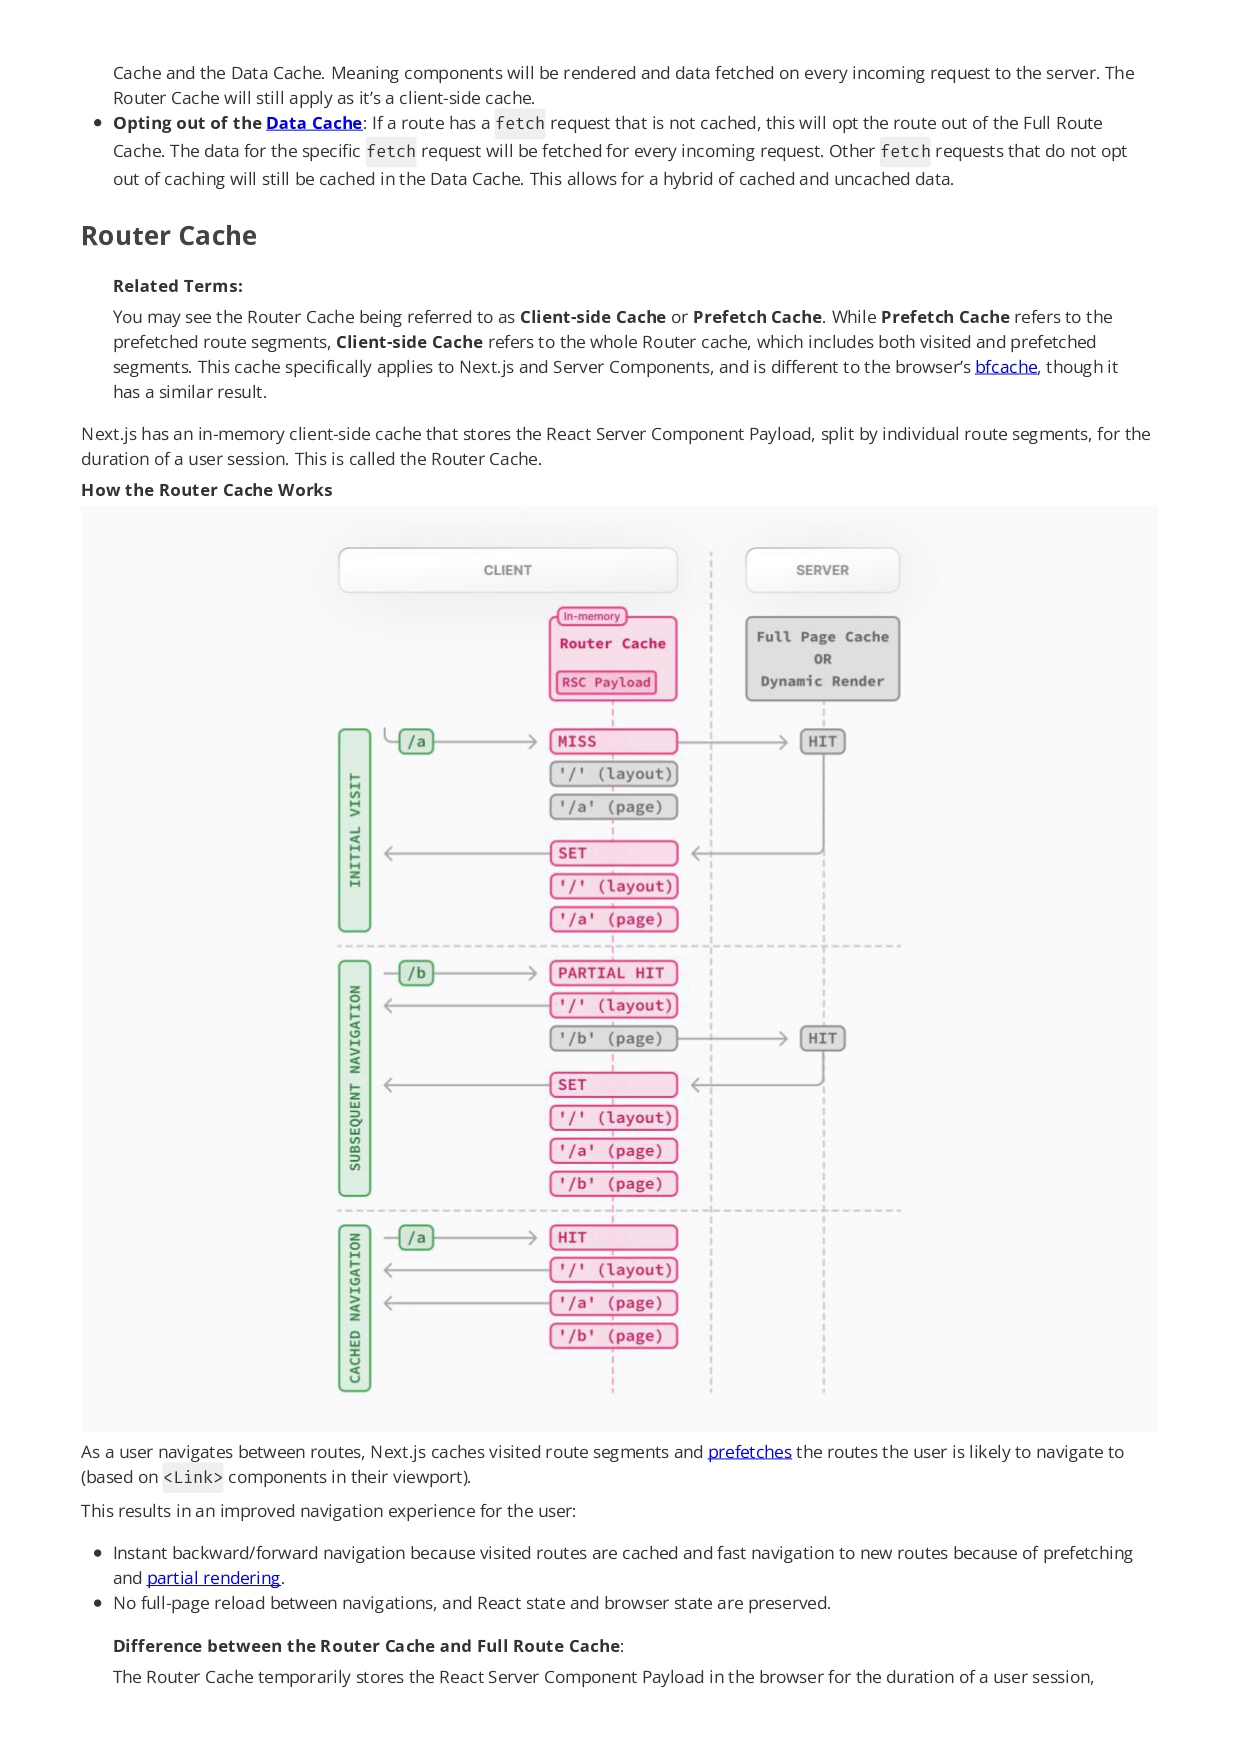 Cache and the Data Cache. Meaning components will be rendered and data fetched on every incoming request to the server. The
Router Cache will still apply as it’s a client-side cache.
• Opting out of the Data Cache: If a route has a fetch request that is not cached, this will opt the route out of the Full Route
Cache. The data for the specific fetch request will be fetched for every incoming request. Other fetch requests that do not opt
out of caching will still be cached in the Data Cache. This allows for a hybrid of cached and uncached data.
Router Cache
Related Terms:
You may see the Router Cache being referred to as Client-side Cache or Prefetch Cache. While Prefetch Cache refers to the
prefetched route segments, Client-side Cache refers to the whole Router cache, which includes both visited and prefetched
segments. This cache specifically applies to Next.js and Server Components, and is different to the browser’s bfcache, though it
has a similar result.
Next.js has an in-memory client-side cache that stores the React Server Component Payload, split by individual route segments, for the
duration of a user session. This is called the Router Cache.
How the Router Cache Works
CLIENT
SERVER
In-memory
Router Cache
RSC Payload
Full Page Cache
OR
Dynamic Render
INITIAL VISIT
/a
MISS
HIT
'/' (layout)
'/a' (page)
SET
'/' (layout)
'/a' (page)
SUBSEQUENT NAVIGATION
/b
PARTIAL HIT
'/' (layout)
'/b' (page)
HIT
SET
'/' (layout)
'/a' (page)
'/b' (page)
CACHED NAVIGATION
/a
HIT
'/' (layout)
'/a' (page)
'/b' (page)
As a user navigates between routes, Next.js caches visited route segments and prefetches the routes the user is likely to navigate to
(based on <Link> components in their viewport).
This results in an improved navigation experience for the user:
• Instant backward/forward navigation because visited routes are cached and fast navigation to new routes because of prefetching
and partial rendering.
• No full-page reload between navigations, and React state and browser state are preserved.
Difference between the Router Cache and Full Route Cache:
The Router Cache temporarily stores the React Server Component Payload in the browser for the duration of a user session,